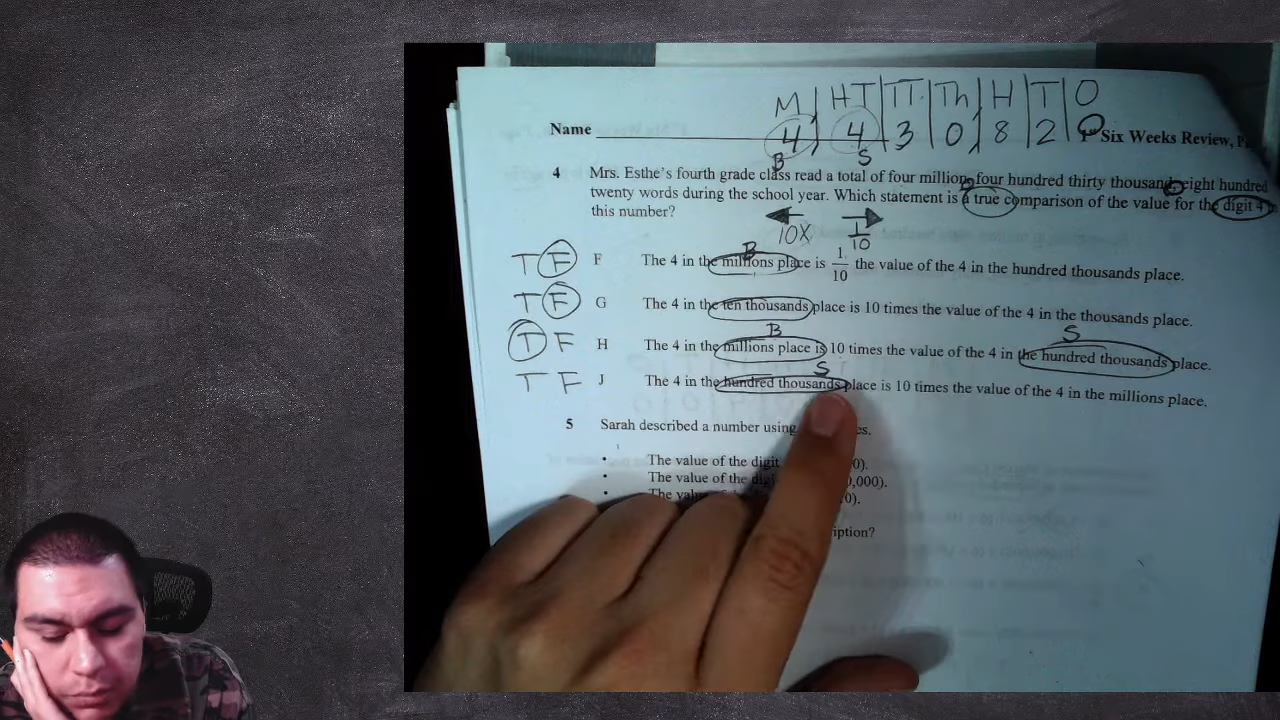 M HT TT Th H T O
Name 4, 4 3 0, 8 2 0 Six Weeks Review,
B S
4 Mrs. Esthe's fourth grade class read a total of four million, four hundred thirty thousand, eight hundred
twenty words during the school year. Which statement is a true comparison of the value for the digit 4
this number?
10X 1/10
B
T F F The 4 in the millions place is 1/10 the value of the 4 in the hundred thousands place.
T F G The 4 in the ten thousands place is 10 times the value of the 4 in the thousands place.
B S
T F H The 4 in the millions place is 10 times the value of the 4 in the hundred thousands place.
S
T F J The 4 in the hundred thousands place is 10 times the value of the 4 in the millions place.
5 Sarah described a number using
• The value of the digit 0).
• The value of the ,000).
• The 0).